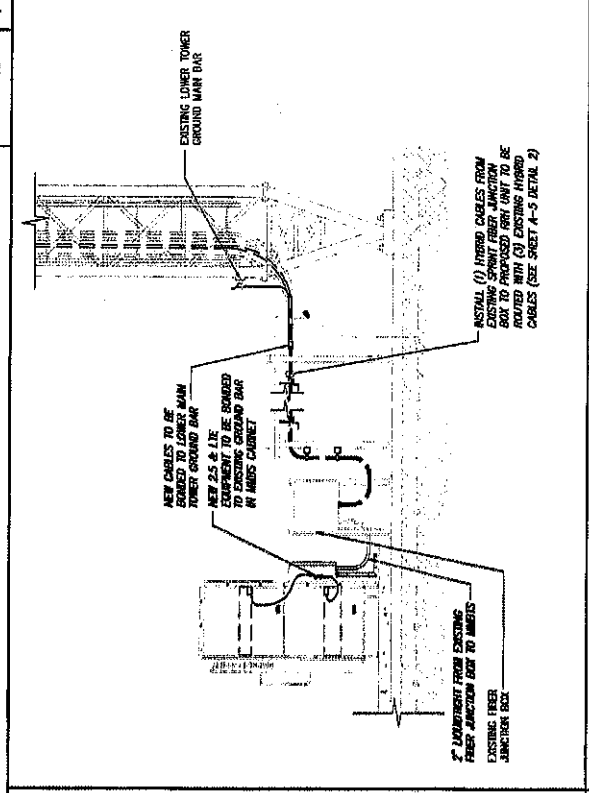 EXISTING LOWER TOWER
GROUND MAIN BAR
NEW CABLES TO BE
BONDED TO LOWER MAIN
TOWER GROUND BAR
NEW 2.5 & LTE
EQUIPMENT TO BE BONDED
TO EXISTING GROUND BAR
IN MMBS CABINET
INSTALL (1) HYBRID CABLES FROM
EXISTING SPRINT FIBER JUNCTION
BOX TO PROPOSED RRH UNIT TO BE
ROUTED WITH (3) EXISTING HYBRID
CABLES (SEE SHEET A-5 DETAIL 2)
2" LIQUIDTIGHT FROM EXISTING
FIBER JUNCTION BOX TO MMBTS
EXISTING FIBER
JUNCTION BOX